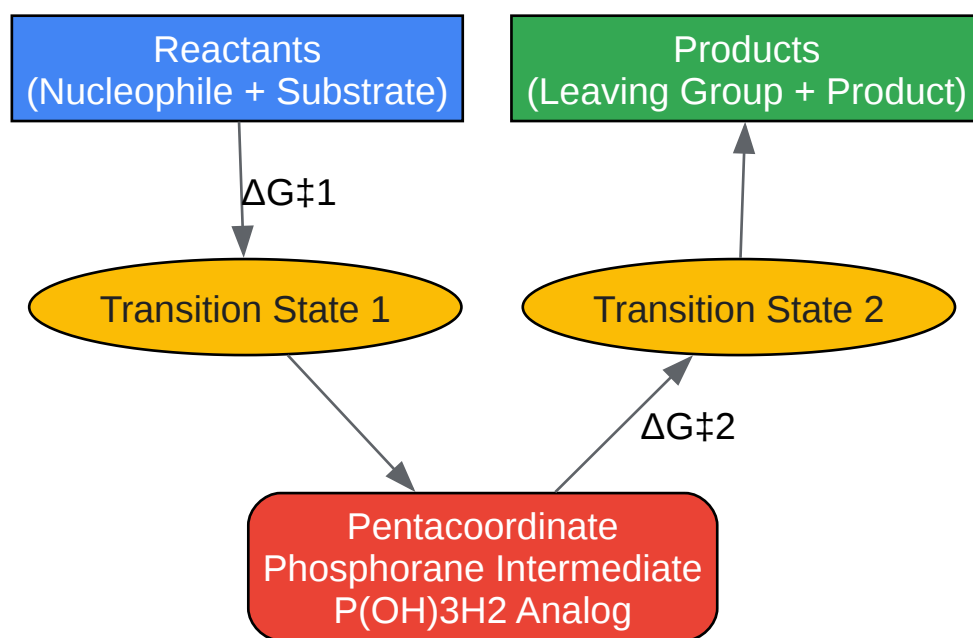 Reactants
(Nucleophile + Substrate)
Products
(Leaving Group + Product)
ΔG‡1
Transition State 1
Transition State 2
ΔG‡2
Pentacoordinate
Phosphorane Intermediate
P(OH)3H2 Analog